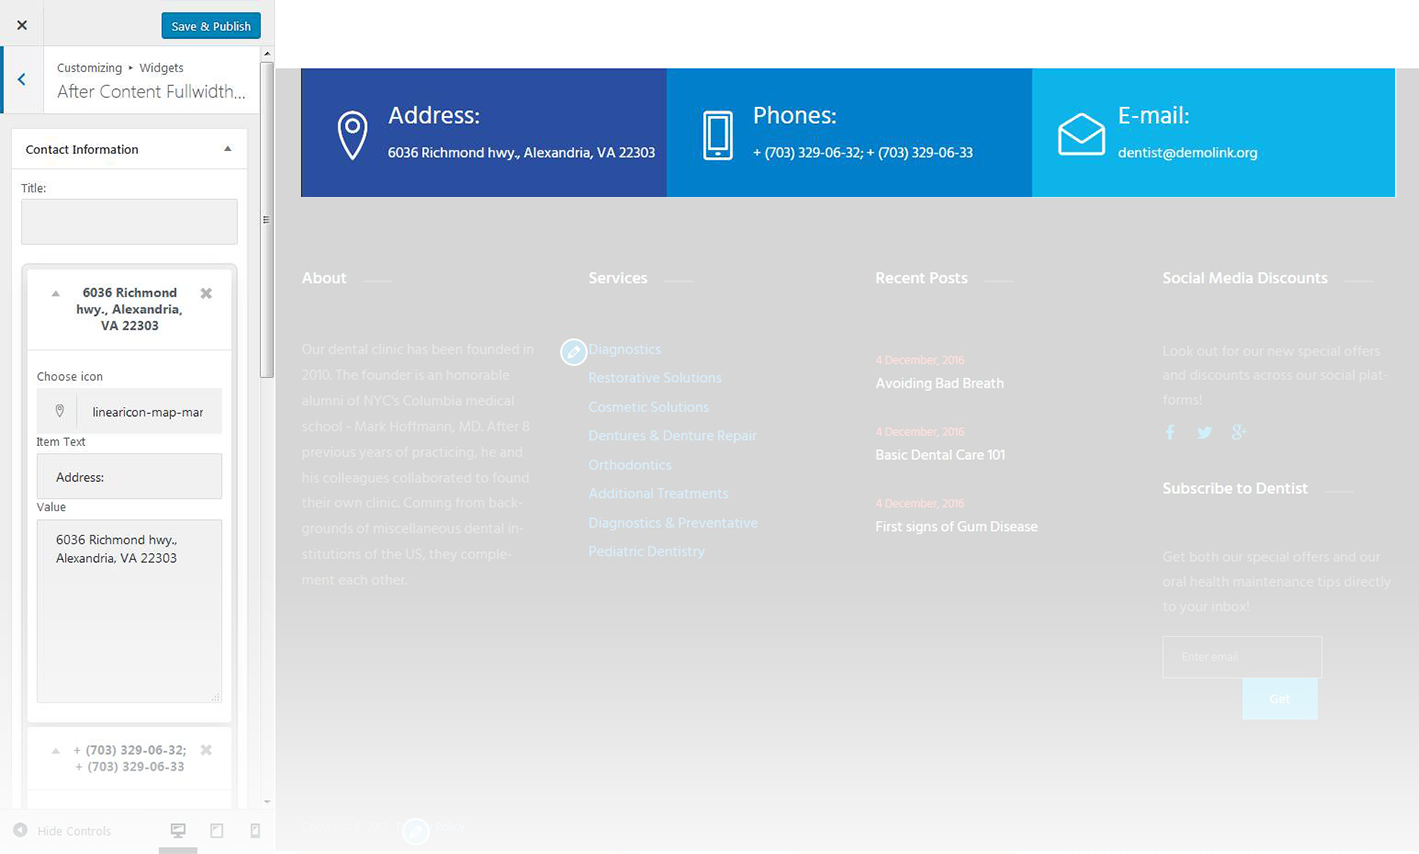 Save & Publish
Customizing ▸ Widgets
After Content Fullwidth...
Contact Information
Title:
6036 Richmond
hwy., Alexandria,
VA 22303
Choose icon
linearicon-map-mar
Item Text
Address:
Value
6036 Richmond hwy.,
Alexandria, VA 22303
+ (703) 329-06-32;
+ (703) 329-06-33
Hide Controls
Address:
6036 Richmond hwy., Alexandria, VA 22303
Phones:
+ (703) 329-06-32; + (703) 329-06-33
E-mail:
dentist@demolink.org
About
Our dental clinic has been founded in
2010. The founder is an honorable
alumni of NYC's Columbia medical
school - Mark Hoffmann, MD. After 8
previous years of practicing, he and
his colleagues collaborated to found
their own clinic. Coming from back-
grounds of miscellaneous dental in-
stitutions of the US, they comple-
ment each other.
Services
Diagnostics
Restorative Solutions
Cosmetic Solutions
Dentures & Denture Repair
Orthodontics
Additional Treatments
Diagnostics & Preventative
Pediatric Dentistry
Recent Posts
4 December, 2016
Avoiding Bad Breath
4 December, 2016
Basic Dental Care 101
4 December, 2016
First signs of Gum Disease
Social Media Discounts
Look out for our new special offers
and discounts across our social plat-
forms!
Subscribe to Dentist
Get both our special offers and our
oral health maintenance tips directly
to your inbox!
Enter email
Get